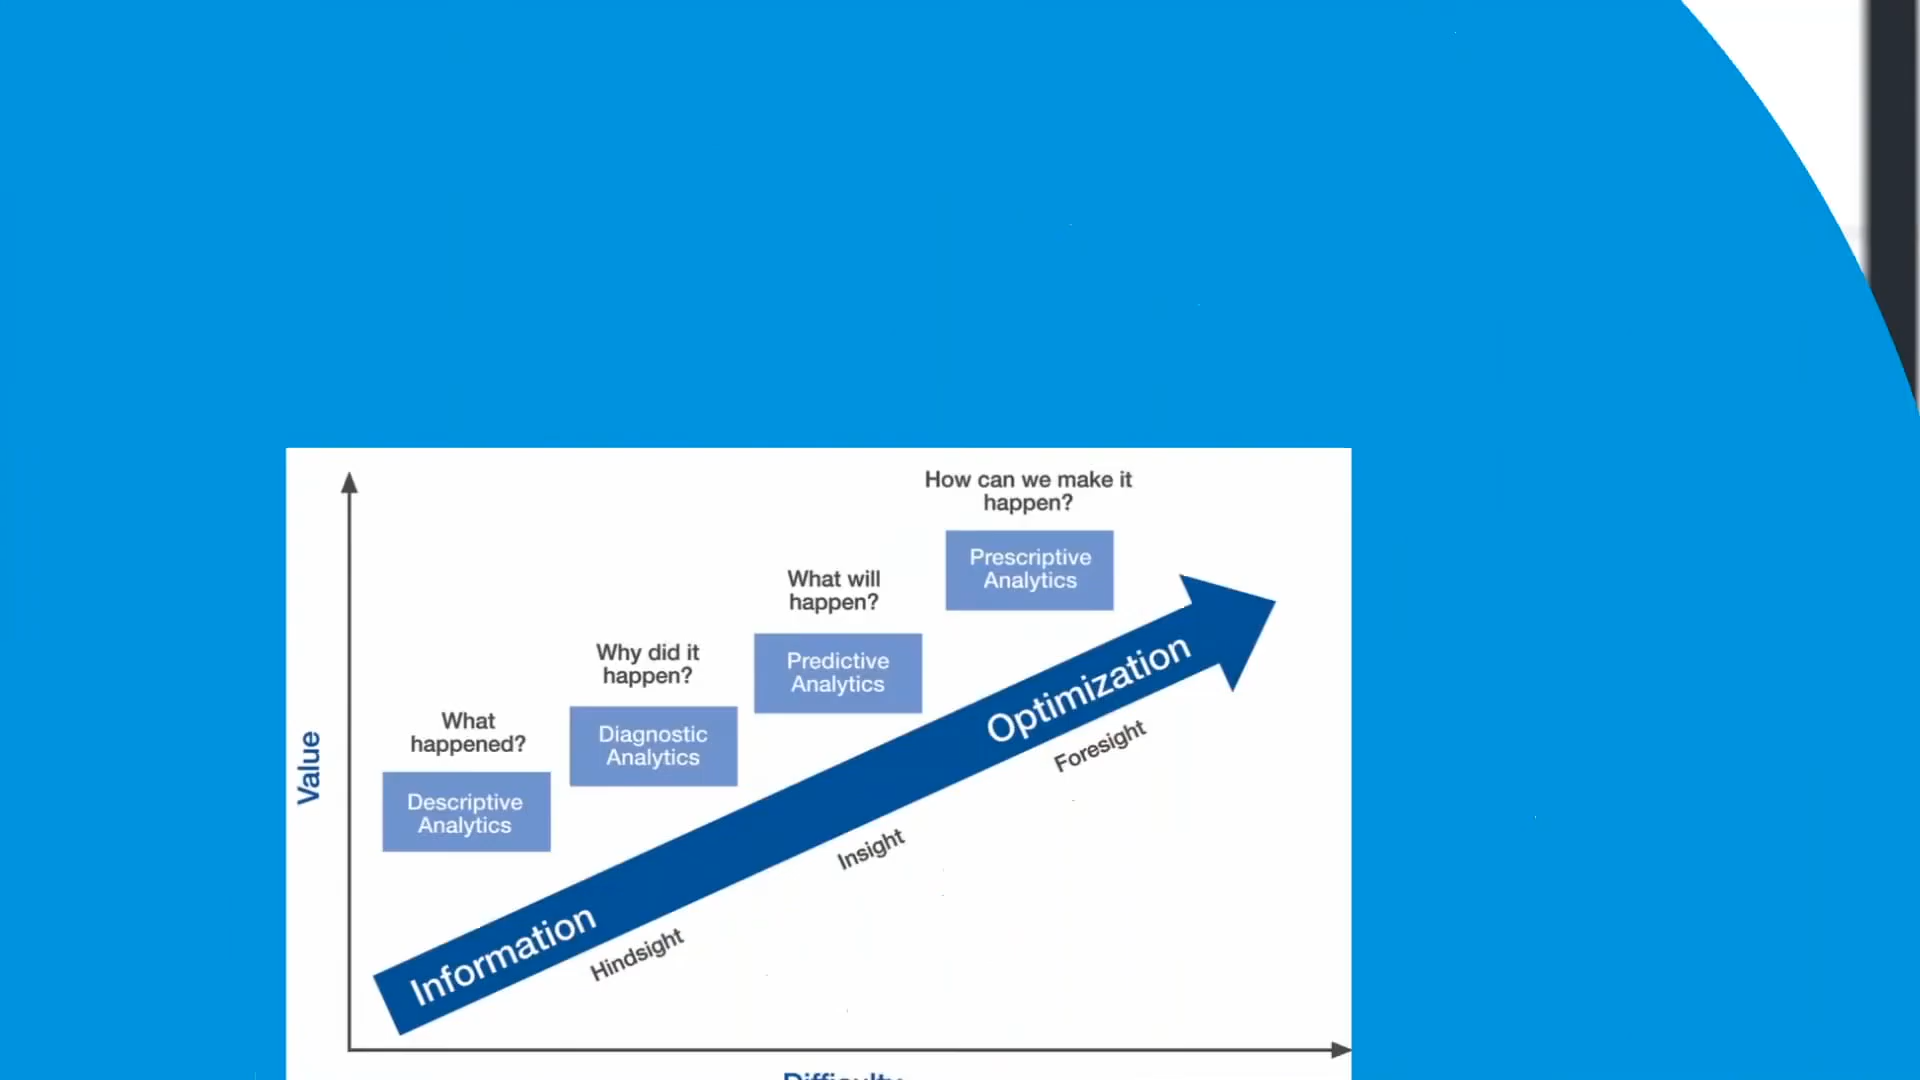 How can we make it
happen?
Prescriptive
Analytics
What will
happen?
Predictive
Analytics
Why did it
happen?
Diagnostic
Analytics
What
happened?
Descriptive
Analytics
Value
Optimization
Foresight
Insight
Information
Hindsight
Difficulty